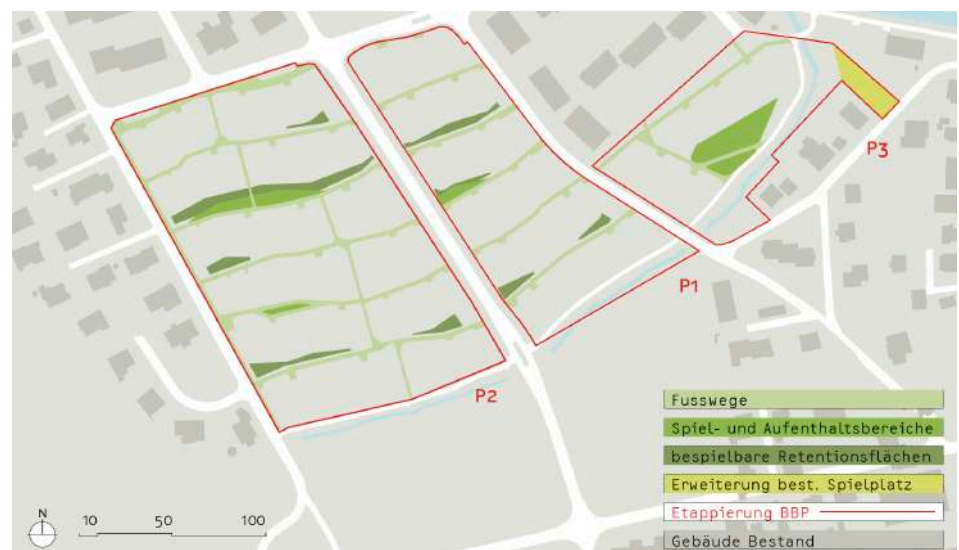 P3
P1
P2
Fusswege
Spiel- und Aufenthaltsbereiche
bespielbare Retentionsflächen
Erweiterung best. Spielplatz
Etappierung BBP
Gebäude Bestand
N
10 50 100